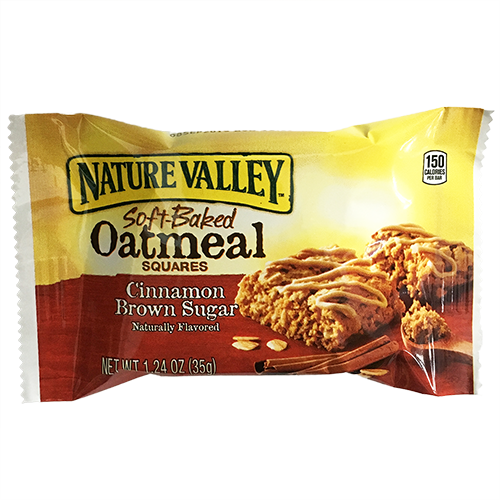 NATURE VALLEY™
Soft-Baked
Oatmeal
SQUARES
Cinnamon
Brown Sugar
Naturally Flavored
NET WT 1.24 OZ (35g)
150
CALORIES
PER BAR